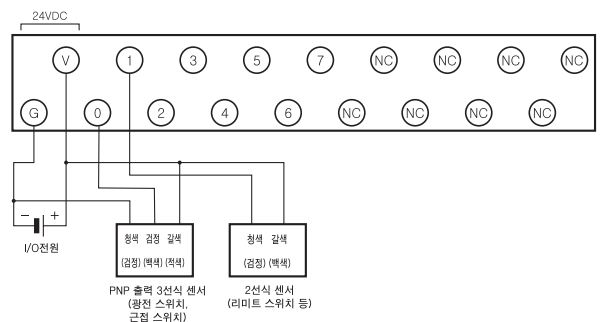 24VDC
V 1 3 5 7 NC NC NC NC
G 0 2 4 6 NC NC NC NC
− +
I/O전원
청색 검정 갈색
(검정) (백색) (적색)
청색 갈색
(검정) (백색)
PNP 출력 3선식 센서
(광전 스위치,
근접 스위치)
2선식 센서
(리미트 스위치 등)